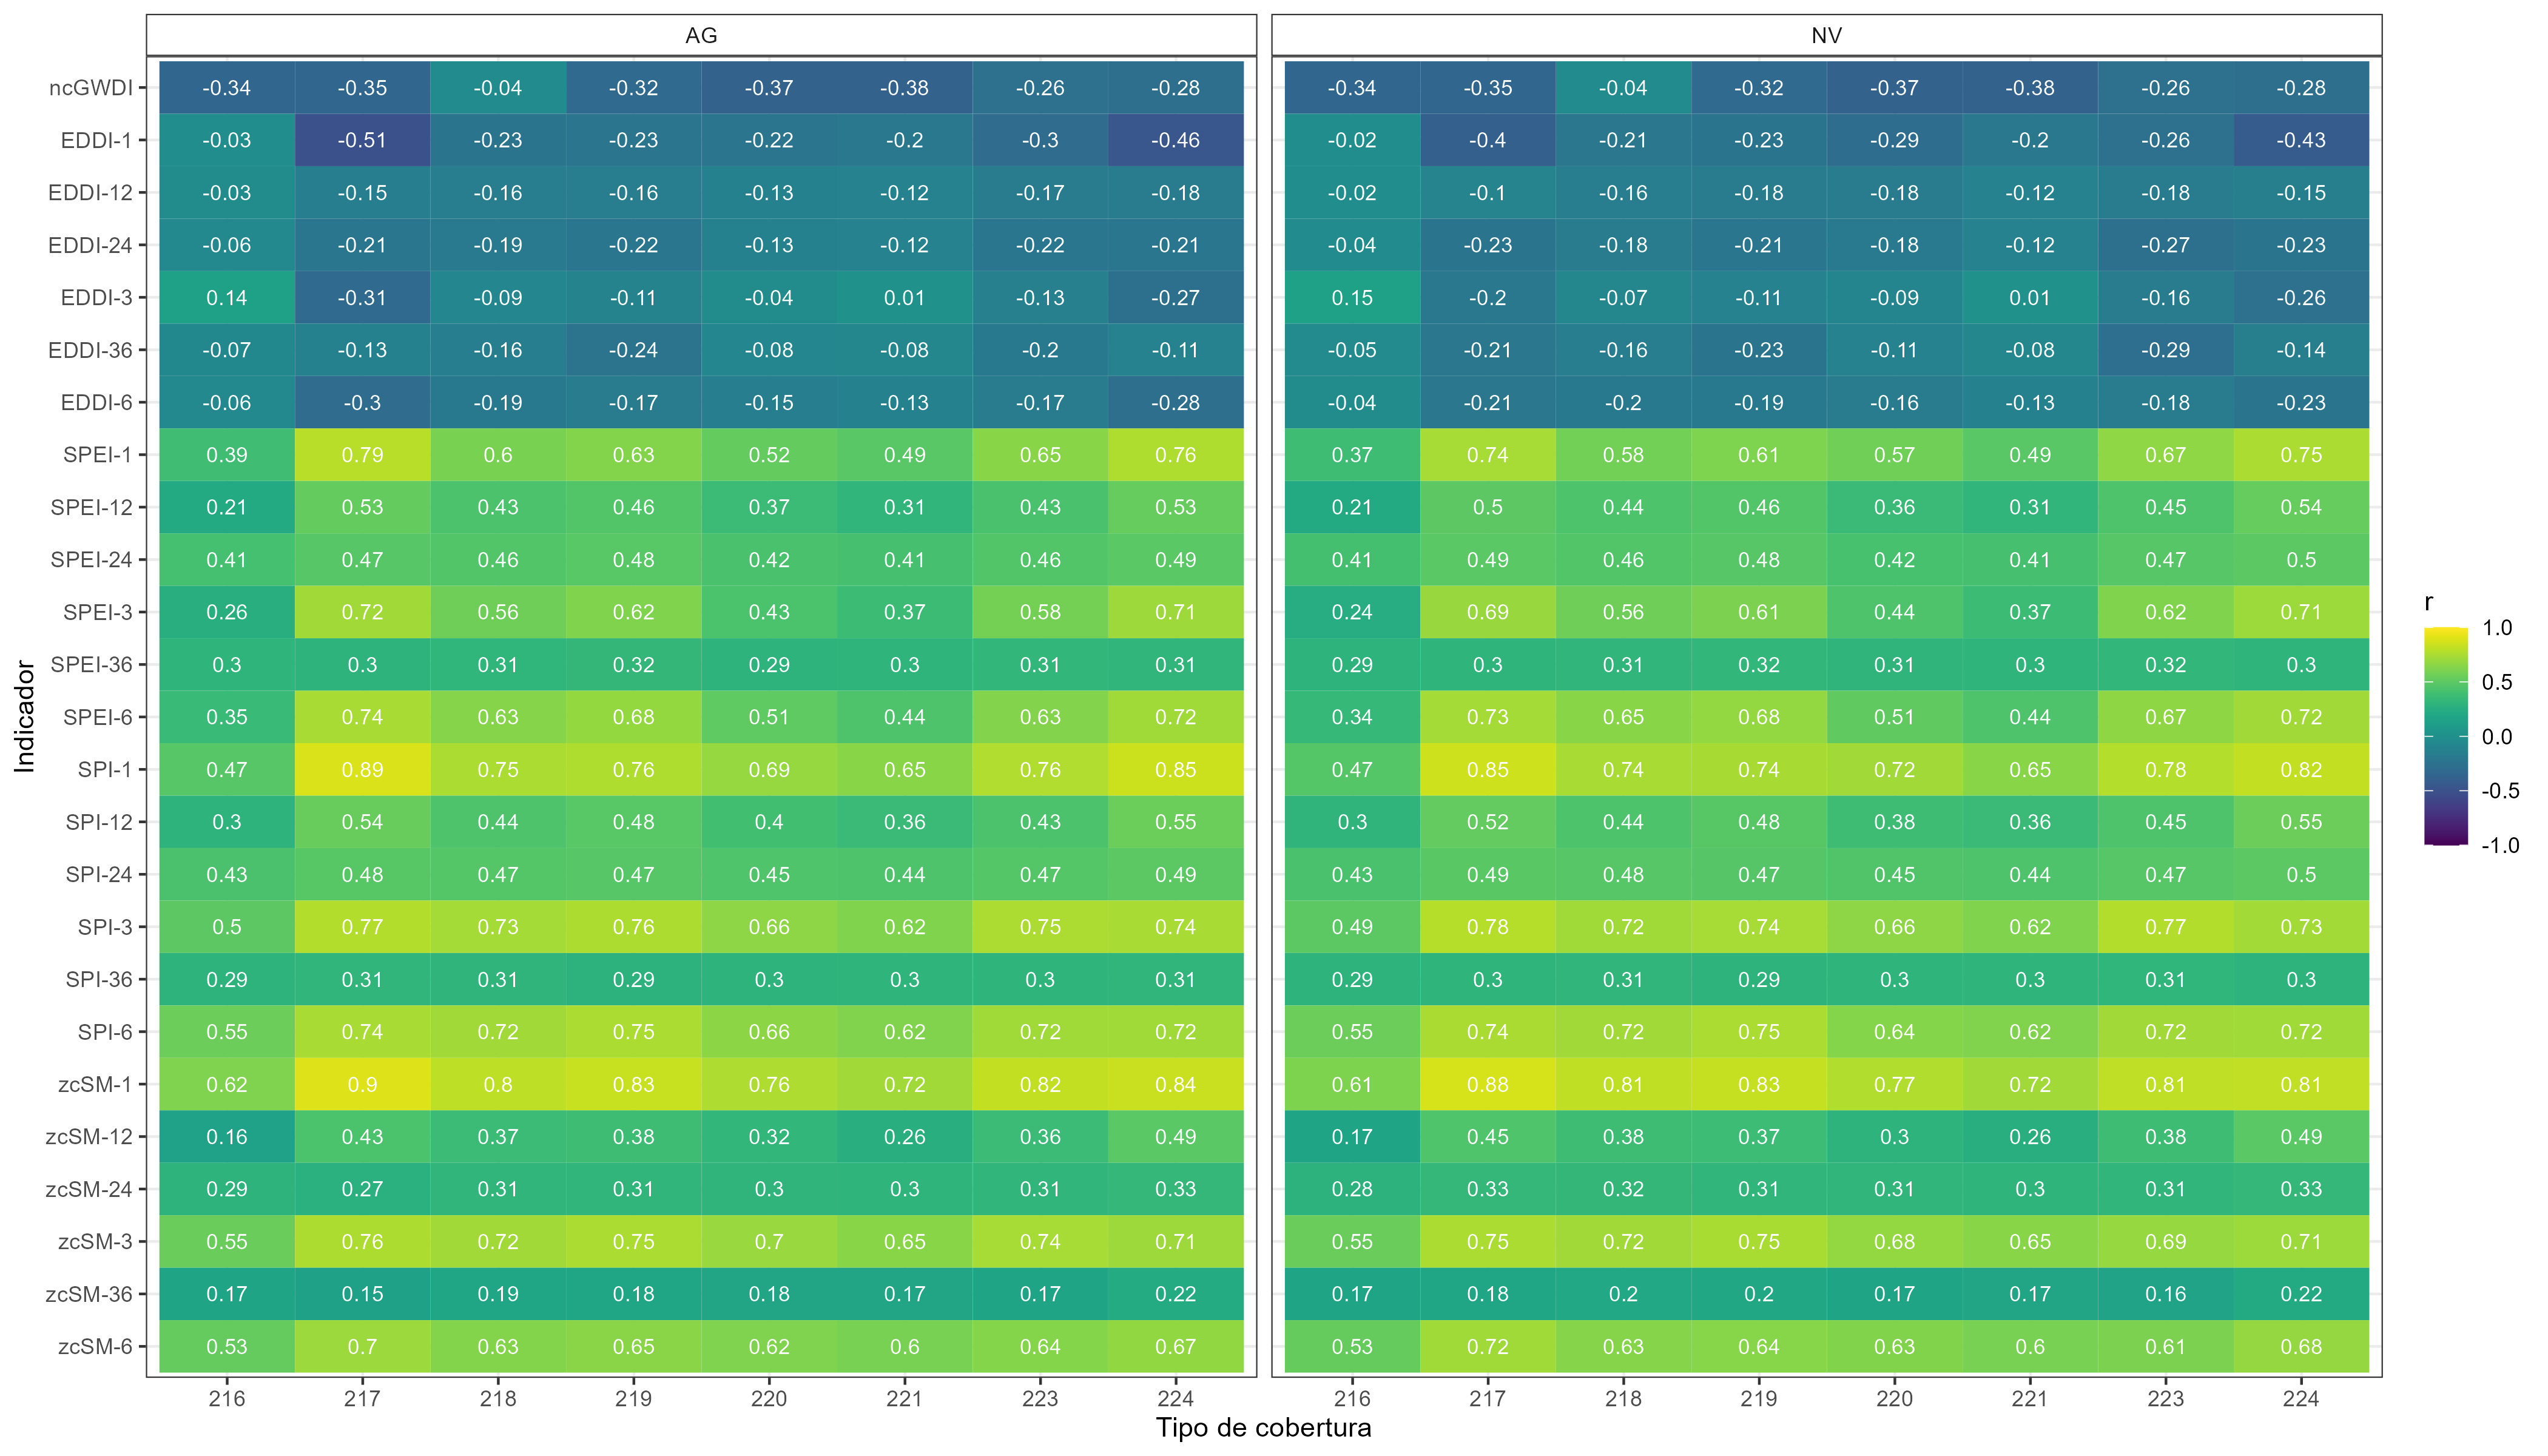 AG NV
ncGWDI -0.34 -0.35 -0.04 -0.32 -0.37 -0.38 -0.26 -0.28 -0.34 -0.35 -0.04 -0.32 -0.37 -0.38 -0.26 -0.28
EDDI-1 -0.03 -0.51 -0.23 -0.23 -0.22 -0.2 -0.3 -0.46 -0.02 -0.4 -0.21 -0.23 -0.29 -0.2 -0.26 -0.43
EDDI-12 -0.03 -0.15 -0.16 -0.16 -0.13 -0.12 -0.17 -0.18 -0.02 -0.1 -0.16 -0.18 -0.18 -0.12 -0.18 -0.15
EDDI-24 -0.06 -0.21 -0.19 -0.22 -0.13 -0.12 -0.22 -0.21 -0.04 -0.23 -0.18 -0.21 -0.18 -0.12 -0.27 -0.23
EDDI-3 0.14 -0.31 -0.09 -0.11 -0.04 0.01 -0.13 -0.27 0.15 -0.2 -0.07 -0.11 -0.09 0.01 -0.16 -0.26
EDDI-36 -0.07 -0.13 -0.16 -0.24 -0.08 -0.08 -0.2 -0.11 -0.05 -0.21 -0.16 -0.23 -0.11 -0.08 -0.29 -0.14
EDDI-6 -0.06 -0.3 -0.19 -0.17 -0.15 -0.13 -0.17 -0.28 -0.04 -0.21 -0.2 -0.19 -0.16 -0.13 -0.18 -0.23
SPEI-1 0.39 0.79 0.6 0.63 0.52 0.49 0.65 0.76 0.37 0.74 0.58 0.61 0.57 0.49 0.67 0.75
SPEI-12 0.21 0.53 0.43 0.46 0.37 0.31 0.43 0.53 0.21 0.5 0.44 0.46 0.36 0.31 0.45 0.54
SPEI-24 0.41 0.47 0.46 0.48 0.42 0.41 0.46 0.49 0.41 0.49 0.46 0.48 0.42 0.41 0.47 0.5
SPEI-3 0.26 0.72 0.56 0.62 0.43 0.37 0.58 0.71 0.24 0.69 0.56 0.61 0.44 0.37 0.62 0.71
SPEI-36 0.3 0.3 0.31 0.32 0.29 0.3 0.31 0.31 0.29 0.3 0.31 0.32 0.31 0.3 0.32 0.3
SPEI-6 0.35 0.74 0.63 0.68 0.51 0.44 0.63 0.72 0.34 0.73 0.65 0.68 0.51 0.44 0.67 0.72
SPI-1 0.47 0.89 0.75 0.76 0.69 0.65 0.76 0.85 0.47 0.85 0.74 0.74 0.72 0.65 0.78 0.82
SPI-12 0.3 0.54 0.44 0.48 0.4 0.36 0.43 0.55 0.3 0.52 0.44 0.48 0.38 0.36 0.45 0.55
SPI-24 0.43 0.48 0.47 0.47 0.45 0.44 0.47 0.49 0.43 0.49 0.48 0.47 0.45 0.44 0.47 0.5
SPI-3 0.5 0.77 0.73 0.76 0.66 0.62 0.75 0.74 0.49 0.78 0.72 0.74 0.66 0.62 0.77 0.73
SPI-36 0.29 0.31 0.31 0.29 0.3 0.3 0.3 0.31 0.29 0.3 0.31 0.29 0.3 0.3 0.31 0.3
SPI-6 0.55 0.74 0.72 0.75 0.66 0.62 0.72 0.72 0.55 0.74 0.72 0.75 0.64 0.62 0.72 0.72
zcSM-1 0.62 0.9 0.8 0.83 0.76 0.72 0.82 0.84 0.61 0.88 0.81 0.83 0.77 0.72 0.81 0.81
zcSM-12 0.16 0.43 0.37 0.38 0.32 0.26 0.36 0.49 0.17 0.45 0.38 0.37 0.3 0.26 0.38 0.49
zcSM-24 0.29 0.27 0.31 0.31 0.3 0.3 0.31 0.33 0.28 0.33 0.32 0.31 0.31 0.3 0.31 0.33
zcSM-3 0.55 0.76 0.72 0.75 0.7 0.65 0.74 0.71 0.55 0.75 0.72 0.75 0.68 0.65 0.69 0.71
zcSM-36 0.17 0.15 0.19 0.18 0.18 0.17 0.17 0.22 0.17 0.18 0.2 0.2 0.17 0.17 0.16 0.22
zcSM-6 0.53 0.7 0.63 0.65 0.62 0.6 0.64 0.67 0.53 0.72 0.63 0.64 0.63 0.6 0.61 0.68
216 217 218 219 220 221 223 224 216 217 218 219 220 221 223 224
Tipo de cobertura
Indicador
r
1.0
0.5
0.0
-0.5
-1.0